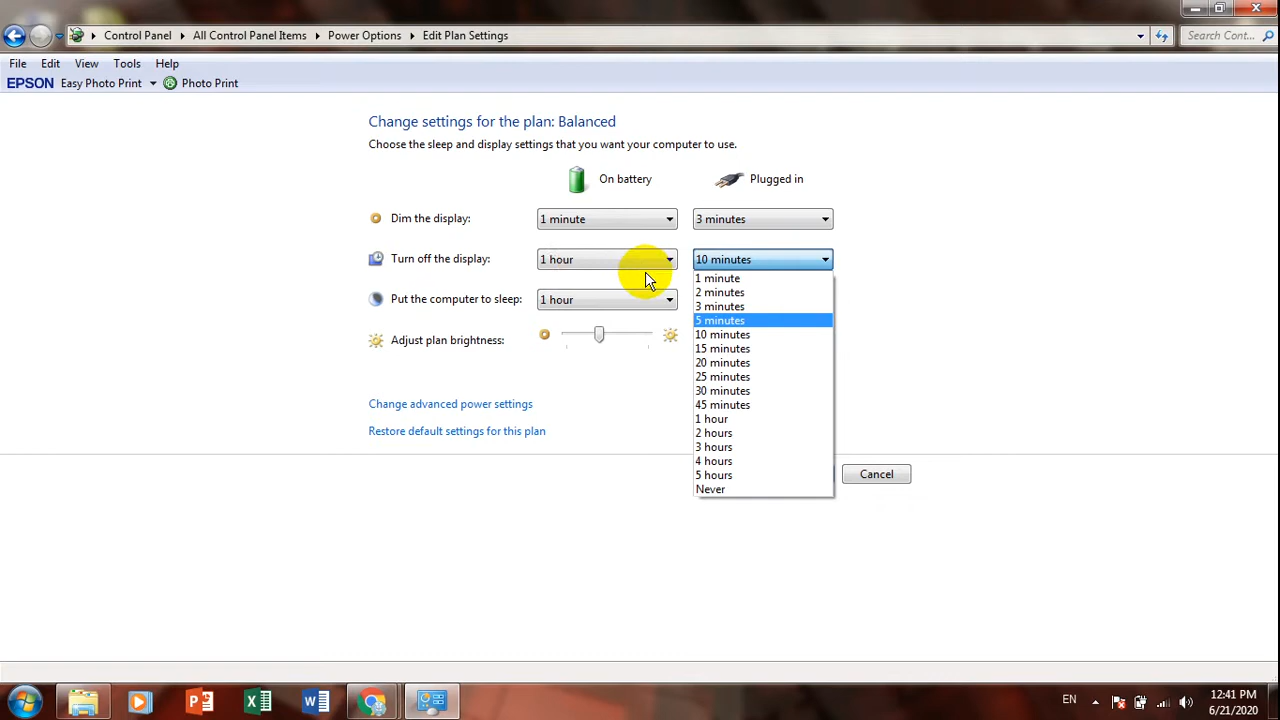 Control Panel All Control Panel Items Power Options Edit Plan Settings Search Cont...
File Edit View Tools Help
EPSON Easy Photo Print Photo Print
Change settings for the plan: Balanced
Choose the sleep and display settings that you want your computer to use.
On battery Plugged in
Dim the display: 1 minute 3 minutes
Turn off the display: 1 hour 10 minutes
1 minute
2 minutes
Put the computer to sleep: 1 hour
3 minutes
5 minutes
Adjust plan brightness:
10 minutes
15 minutes
20 minutes
25 minutes
30 minutes
45 minutes
Change advanced power settings
1 hour
Restore default settings for this plan
2 hours
3 hours
4 hours
5 hours
Never
Cancel
EN
12:41 PM
6/21/2020